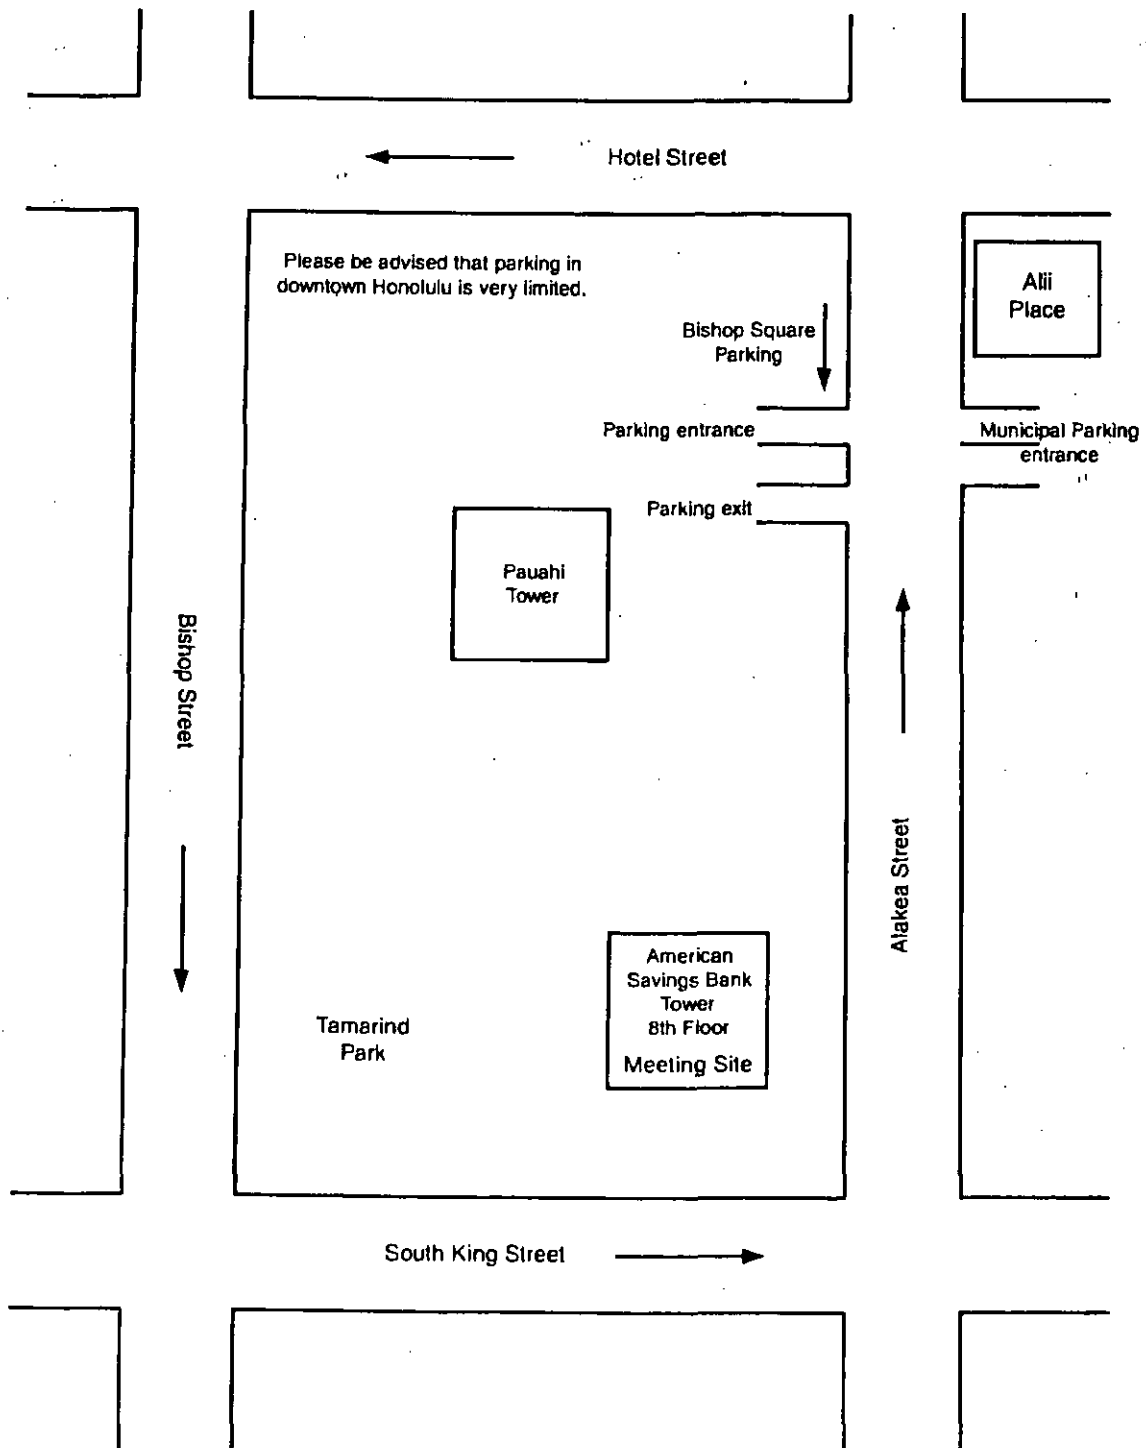 Hotel Street
Please be advised that parking in
downtown Honolulu is very limited.
Alii
Place
Bishop Square
Parking
Parking entrance
Municipal Parking
entrance
Parking exit
Pauahi
Tower
Bishop Street
Alakea Street
American
Savings Bank
Tower
8th Floor
Meeting Site
Tamarind
Park
South King Street